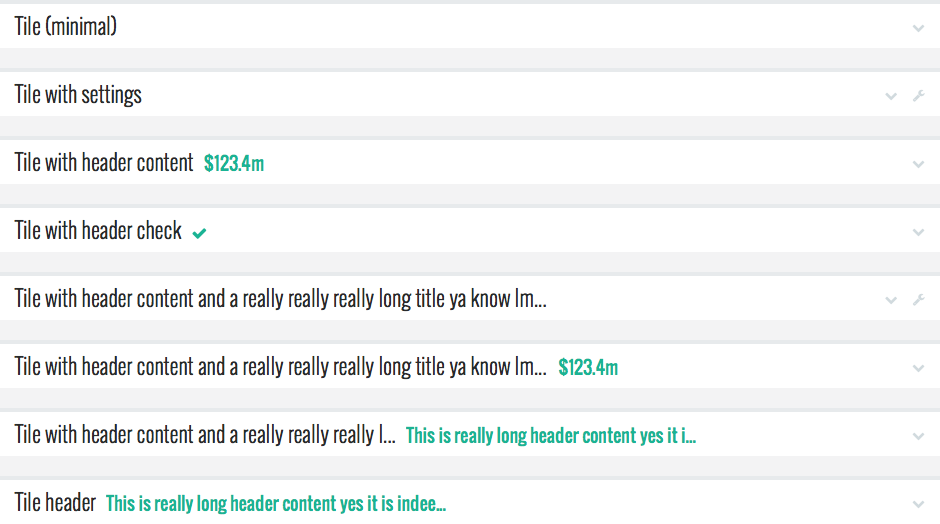 Tile (minimal)
Tile with settings
Tile with header content $123.4m
Tile with header check
Tile with header content and a really really really long title ya know lm...
Tile with header content and a really really really long title ya know lm... $123.4m
Tile with header content and a really really really l... This is really long header content yes it i...
Tile header This is really long header content yes it is indee...